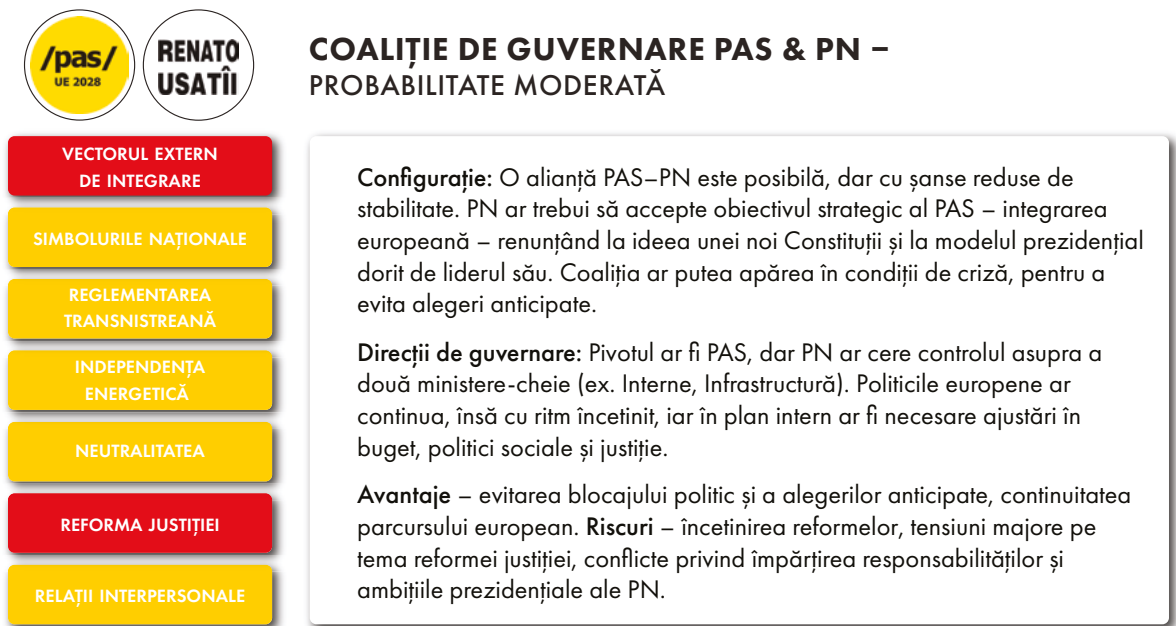 /pas/
UE 2028
RENATO
USATÎI
COALIȚIE DE GUVERNARE PAS & PN –
PROBABILITATE MODERATĂ
VECTORUL EXTERN
DE INTEGRARE
SIMBOLURILE NAȚIONALE
REGLEMENTAREA
TRANSNISTREANĂ
INDEPENDENȚA
ENERGETICĂ
NEUTRALITATEA
REFORMA JUSTIȚIEI
RELAȚII INTERPERSONALE
Configurație: O alianță PAS–PN este posibilă, dar cu șanse reduse de
stabilitate. PN ar trebui să accepte obiectivul strategic al PAS – integrarea
europeană – renunțând la ideea unei noi Constituții și la modelul prezidențial
dorit de liderul său. Coaliția ar putea apărea în condiții de criză, pentru a
evita alegeri anticipate.
Direcții de guvernare: Pivotul ar fi PAS, dar PN ar cere controlul asupra a
două ministere-cheie (ex. Interne, Infrastructură). Politicile europene ar
continua, însă cu ritm încetinit, iar în plan intern ar fi necesare ajustări în
buget, politici sociale și justiție.
Avantaje – evitarea blocajului politic și a alegerilor anticipate, continuitatea
parcursului european. Riscuri – încetinirea reformelor, tensiuni majore pe
tema reformei justiției, conflicte privind împărțirea responsabilităților și
ambițiile prezidențiale ale PN.